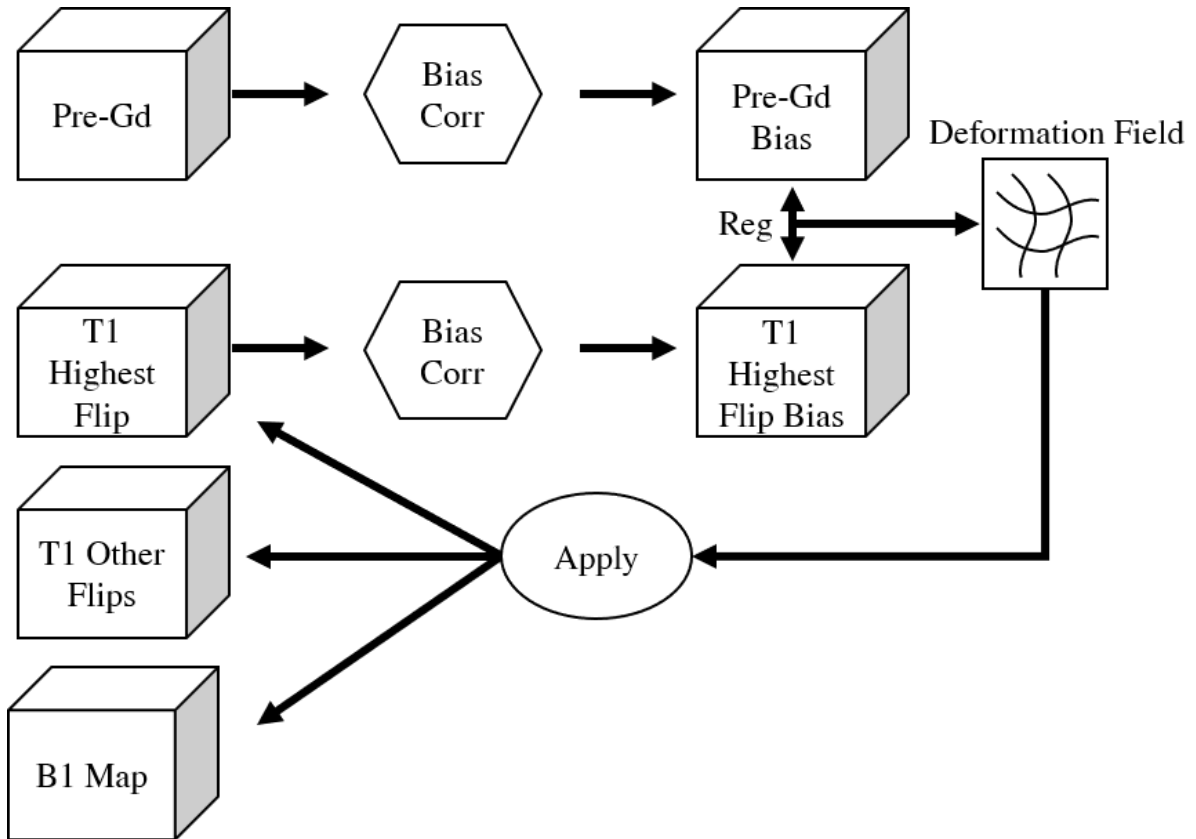 Pre-Gd
Bias
Corr
Pre-Gd
Bias
Deformation Field
Reg
T1
Highest
Flip
Bias
Corr
T1
Highest
Flip Bias
T1 Other
Flips
Apply
B1 Map